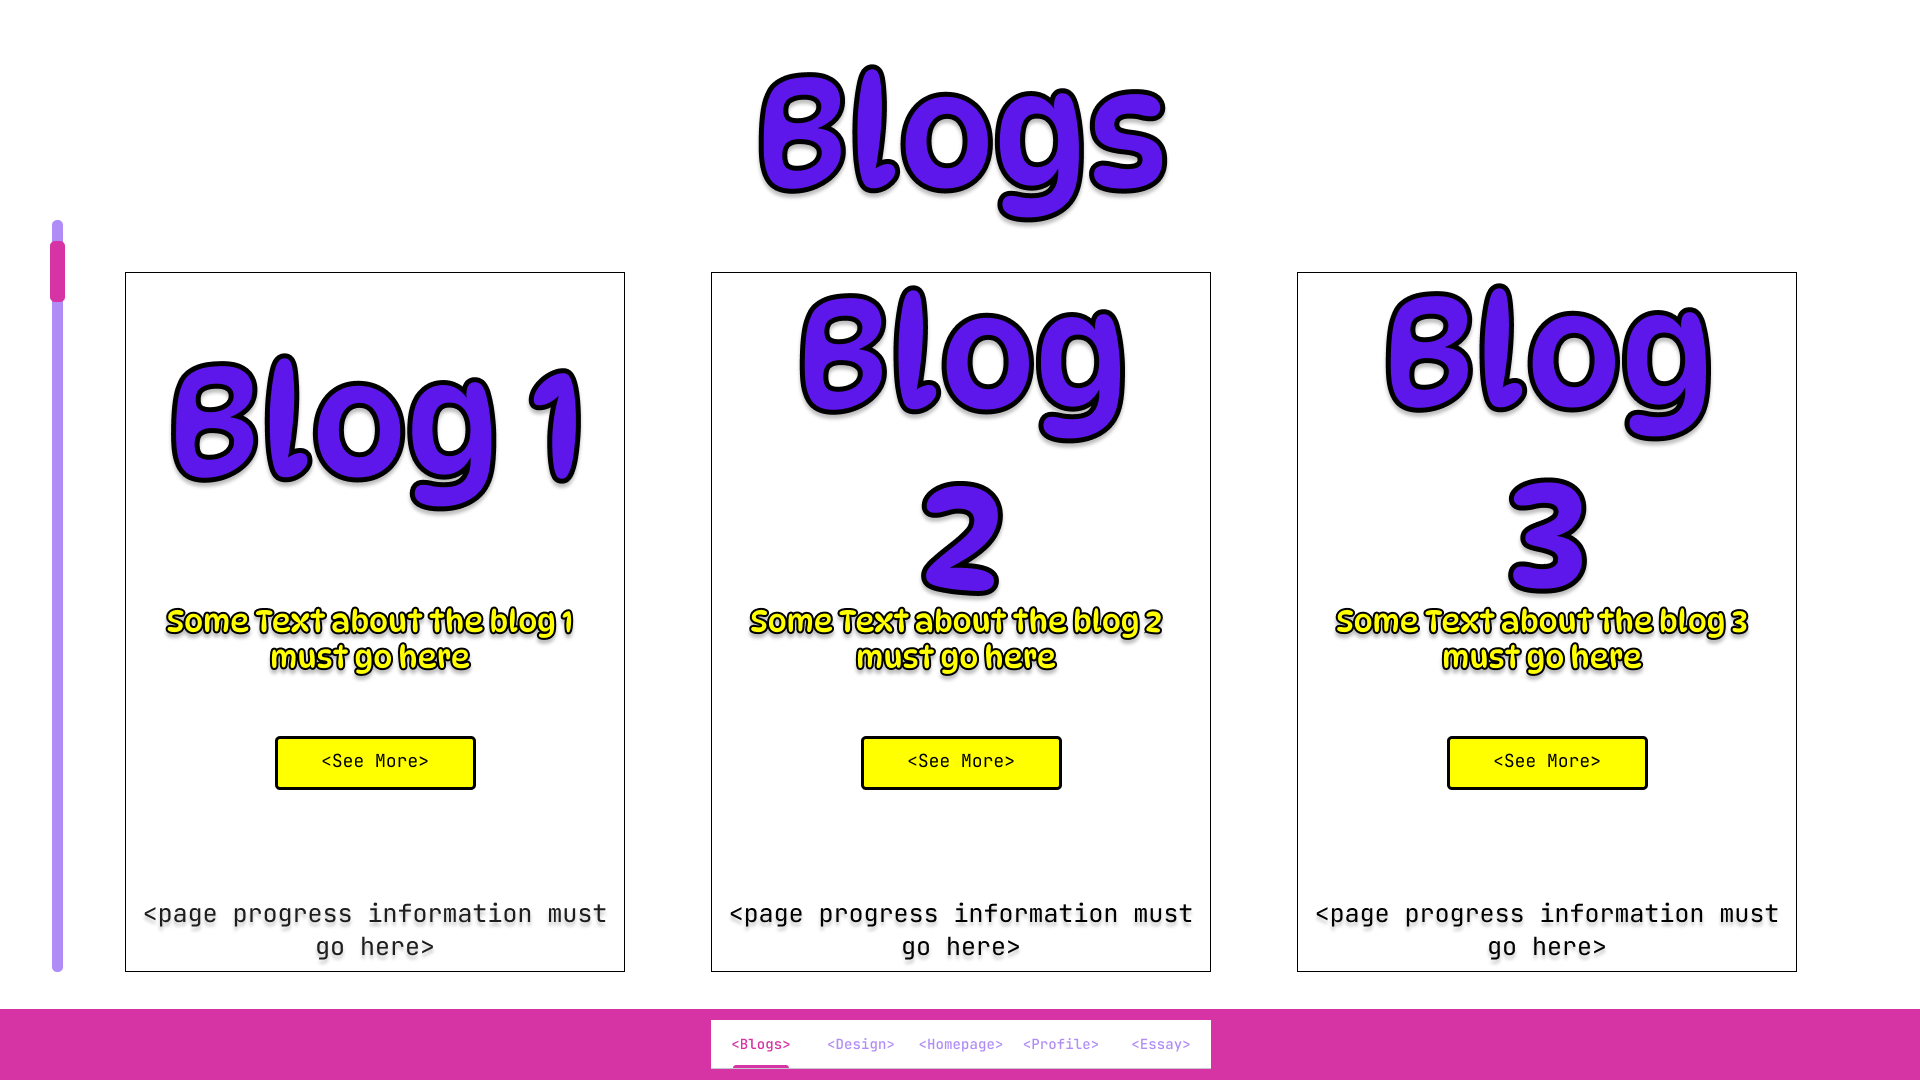 Blogs
Blog 1
Some Text about the blog 1
must go here
<See More>
<page progress information must
go here>
Blog
2
Some Text about the blog 2
must go here
<See More>
<page progress information must
go here>
Blog
3
Some Text about the blog 3
must go here
<See More>
<page progress information must
go here>
<Blogs> <Design> <Homepage> <Profile> <Essay>